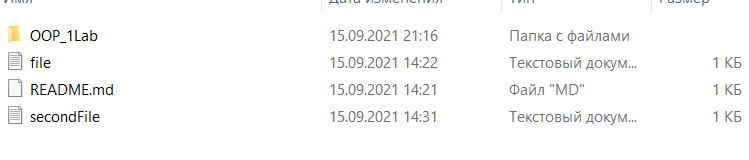 Имя Дата изменения Тип Размер
OOP_1Lab 15.09.2021 21:16 Папка с файлами
file 15.09.2021 14:22 Текстовый докум... 1 КБ
README.md 15.09.2021 14:21 Файл "MD" 1 КБ
secondFile 15.09.2021 14:31 Текстовый докум... 1 КБ